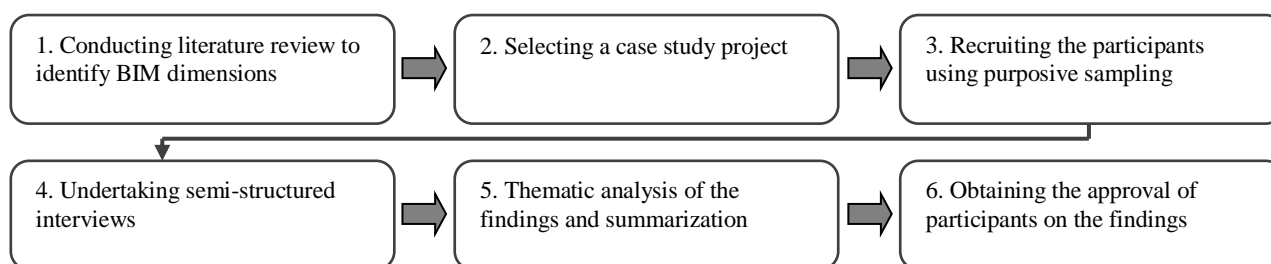 1. Conducting literature review to
identify BIM dimensions
2. Selecting a case study project
3. Recruiting the participants
using purposive sampling
4. Undertaking semi-structured
interviews
5. Thematic analysis of the
findings and summarization
6. Obtaining the approval of
participants on the findings